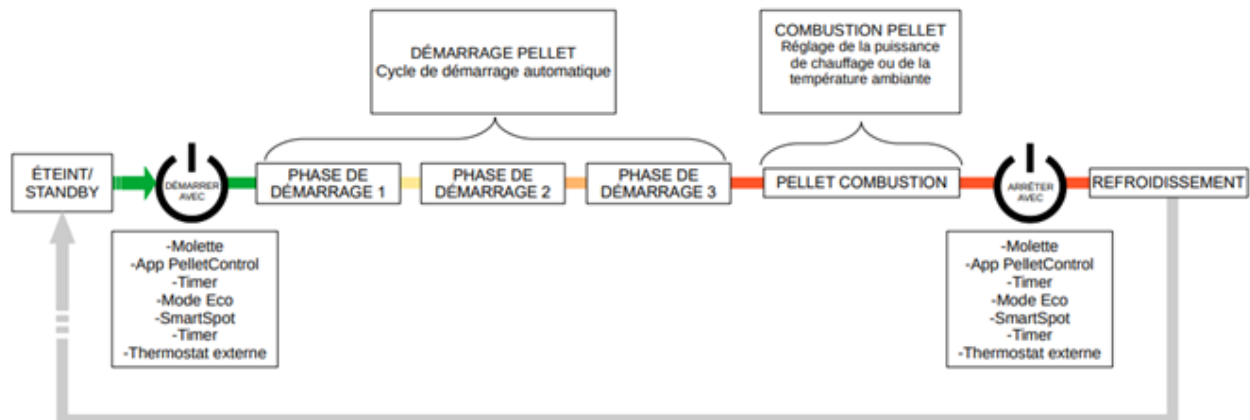 DÉMARRAGE PELLET
Cycle de démarrage automatique
COMBUSTION PELLET
Réglage de la puissance
de chauffage ou de la
température ambiante
ÉTEINT/
STANDBY
DÉMARRER
AVEC
PHASE DE
DÉMARRAGE 1
PHASE DE
DÉMARRAGE 2
PHASE DE
DÉMARRAGE 3
PELLET COMBUSTION
ARRÊTER
AVEC
REFROIDISSEMENT
-Molette
-App PelletControl
-Timer
-Mode Eco
-SmartSpot
-Timer
-Thermostat externe
-Molette
-App PelletControl
-Timer
-Mode Eco
-SmartSpot
-Timer
-Thermostat externe